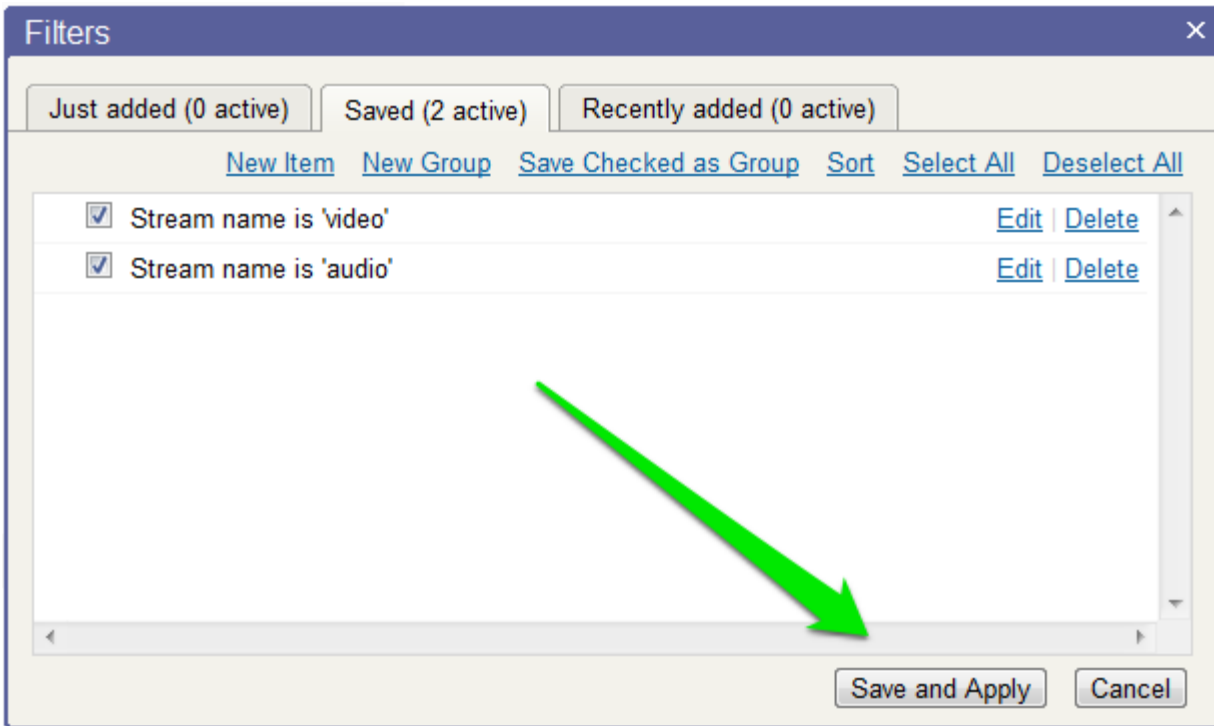 Filters
Just added (0 active) Saved (2 active) Recently added (0 active)
New Item New Group Save Checked as Group Sort Select All Deselect All
Stream name is 'video' Edit | Delete
Stream name is 'audio' Edit | Delete
Save and Apply Cancel